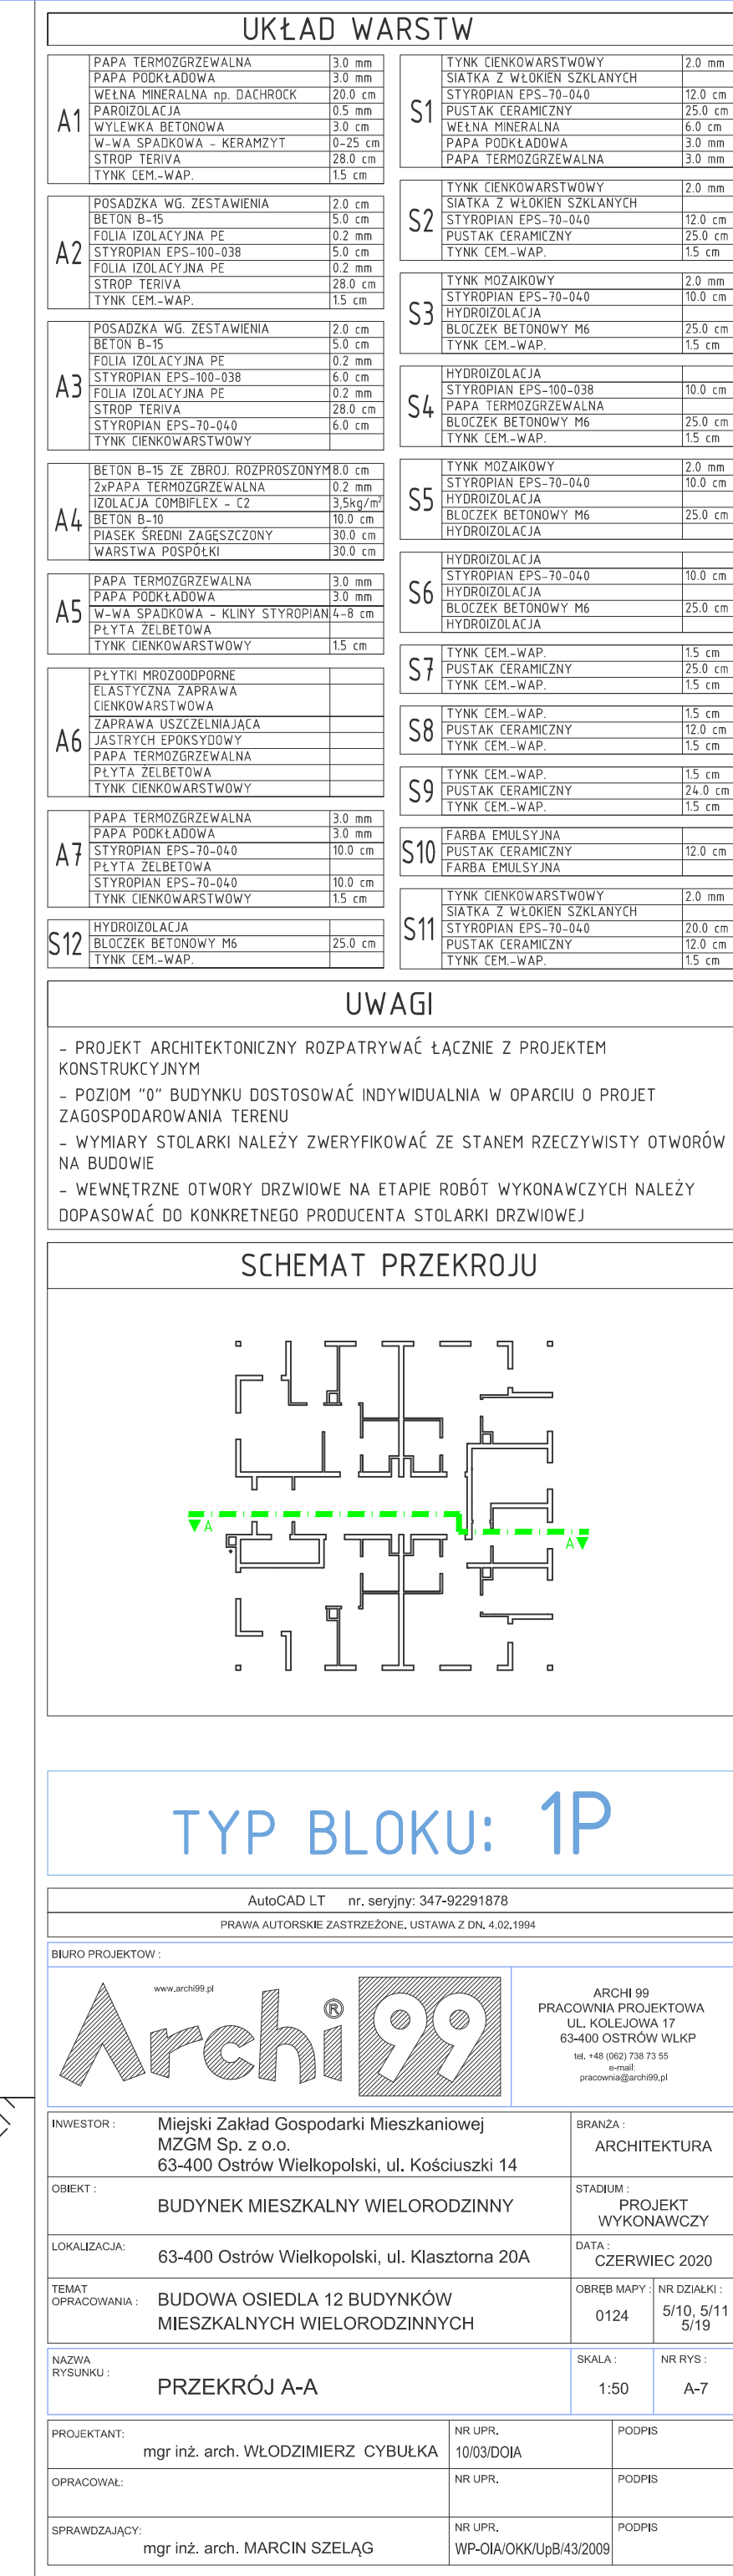 UKŁAD WARSTW
A1
PAPA TERMOZGRZEWALNA 3.0 mm
PAPA PODKŁADOWA 3.0 mm
WEŁNA MINERALNA np. DACHROCK 20.0 cm
PAROIZOLACJA 0.5 mm
WYLEWKA BETONOWA 3.0 cm
W-WA SPADKOWA - KERAMZYT 0-25 cm
STROP TERIVA 28.0 cm
TYNK CEM.-WAP. 1.5 cm
A2
POSADZKA WG. ZESTAWIENIA 2.0 cm
BETON B-15 5.0 cm
FOLIA IZOLACYJNA PE 0.2 mm
STYROPIAN EPS-100-038 5.0 cm
FOLIA IZOLACYJNA PE 0.2 mm
STROP TERIVA 28.0 cm
TYNK CEM.-WAP. 1.5 cm
A3
POSADZKA WG. ZESTAWIENIA 2.0 cm
BETON B-15 5.0 cm
FOLIA IZOLACYJNA PE 0.2 mm
STYROPIAN EPS-100-038 6.0 cm
FOLIA IZOLACYJNA PE 0.2 mm
STROP TERIVA 28.0 cm
STYROPIAN EPS-70-040 6.0 cm
TYNK CIENKOWARSTWOWY
A4
BETON B-15 ZE ZBROJ. ROZPROSZONYM 8.0 cm
2xPAPA TERMOZGRZEWALNA 0.2 mm
IZOLACJA COMBIFLEX - C2 3,5kg/m²
BETON B-10 10.0 cm
PIASEK ŚREDNI ZAGĘSZCZONY 30.0 cm
WARSTWA POSPÓŁKI 30.0 cm
A5
PAPA TERMOZGRZEWALNA 3.0 mm
PAPA PODKŁADOWA 3.0 mm
W-WA SPADKOWA - KLINY STYROPIAN. 4-8 cm
PŁYTA ŻELBETOWA
TYNK CIENKOWARSTWOWY 1.5 cm
A6
PŁYTKI MROZOODPORNE
ELASTYCZNA ZAPRAWA
CIENKOWARSTWOWA
ZAPRAWA USZCZELNIAJĄCA
JASTRYCH EPOKSYDOWY
PAPA TERMOZGRZEWALNA
PŁYTA ŻELBETOWA
TYNK CIENKOWARSTWOWY
A7
PAPA TERMOZGRZEWALNA 3.0 mm
PAPA PODKŁADOWA 3.0 mm
STYROPIAN EPS-70-040 10.0 cm
PŁYTA ŻELBETOWA
STYROPIAN EPS-70-040 10.0 cm
TYNK CIENKOWARSTWOWY 1.5 cm
S12
HYDROIZOLACJA
BLOCZEK BETONOWY M6 25.0 cm
TYNK CEM.-WAP.
S1
TYNK CIENKOWARSTWOWY 2.0 mm
SIATKA Z WŁOKIEN SZKLANYCH
STYROPIAN EPS-70-040 12.0 cm
PUSTAK CERAMICZNY 25.0 cm
WEŁNA MINERALNA 6.0 cm
PAPA PODKŁADOWA 3.0 mm
PAPA TERMOZGRZEWALNA 3.0 mm
S2
TYNK CIENKOWARSTWOWY 2.0 mm
SIATKA Z WŁOKIEN SZKLANYCH
STYROPIAN EPS-70-040 12.0 cm
PUSTAK CERAMICZNY 25.0 cm
TYNK CEM.-WAP. 1.5 cm
S3
TYNK MOZAIKOWY 2.0 mm
STYROPIAN EPS-70-040 10.0 cm
HYDROIZOLACJA
BLOCZEK BETONOWY M6 25.0 cm
TYNK CEM.-WAP. 1.5 cm
S4
HYDROIZOLACJA
STYROPIAN EPS-100-038 10.0 cm
PAPA TERMOZGRZEWALNA
BLOCZEK BETONOWY M6 25.0 cm
TYNK CEM.-WAP. 1.5 cm
S5
TYNK MOZAIKOWY 2.0 mm
STYROPIAN EPS-70-040 10.0 cm
HYDROIZOLACJA
BLOCZEK BETONOWY M6 25.0 cm
HYDROIZOLACJA
S6
HYDROIZOLACJA
STYROPIAN EPS-70-040 10.0 cm
HYDROIZOLACJA
BLOCZEK BETONOWY M6 25.0 cm
HYDROIZOLACJA
S7
TYNK CEM.-WAP. 1.5 cm
PUSTAK CERAMICZNY 25.0 cm
TYNK CEM.-WAP. 1.5 cm
S8
TYNK CEM.-WAP. 1.5 cm
PUSTAK CERAMICZNY 12.0 cm
TYNK CEM.-WAP. 1.5 cm
S9
TYNK CEM.-WAP. 1.5 cm
PUSTAK CERAMICZNY 24.0 cm
TYNK CEM.-WAP. 1.5 cm
S10
FARBA EMULSYJNA
PUSTAK CERAMICZNY 12.0 cm
FARBA EMULSYJNA
S11
TYNK CIENKOWARSTWOWY 2.0 mm
SIATKA Z WŁOKIEN SZKLANYCH
STYROPIAN EPS-70-040 20.0 cm
PUSTAK CERAMICZNY 12.0 cm
TYNK CEM.-WAP. 1.5 cm
UWAGI
- PROJEKT ARCHITEKTONICZNY ROZPATRYWAĆ ŁĄCZNIE Z PROJEKTEM
KONSTRUKCYJNYM
- POZIOM "0" BUDYNKU DOSTOSOWAĆ INDYWIDUALNIA W OPARCIU O PROJET
ZAGOSPODAROWANIA TERENU
- WYMIARY STOLARKI NALEŻY ZWERYFIKOWAĆ ZE STANEM RZECZYWISTY OTWORÓW
NA BUDOWIE
- WEWNĘTRZNE OTWORY DRZWIOWE NA ETAPIE ROBÓT WYKONAWCZYCH NALEŻY
DOPASOWAĆ DO KONKRETNEGO PRODUCENTA STOLARKI DRZWIOWEJ
SCHEMAT PRZEKROJU
A
A
TYP BLOKU: 1P
AutoCAD LT nr. seryjny: 347-92291878
PRAWA AUTORSKIE ZASTRZEŻONE. USTAWA Z DN. 4.02.1994
BIURO PROJEKTOW :
www.archi99.pl
Archi® 99
ARCHI 99
PRACOWNIA PROJEKTOWA
UL. KOLEJOWA 17
63-400 OSTRÓW WLKP
tel. +48 (062) 738 73 55
e-mail:
pracownia@archi99.pl
INWESTOR :
Miejski Zakład Gospodarki Mieszkaniowej
MZGM Sp. z o.o.
63-400 Ostrów Wielkopolski, ul. Kościuszki 14
BRANŻA :
ARCHITEKTURA
OBIEKT :
BUDYNEK MIESZKALNY WIELORODZINNY
STADIUM :
PROJEKT
WYKONAWCZY
LOKALIZACJA:
63-400 Ostrów Wielkopolski, ul. Klasztorna 20A
DATA :
CZERWIEC 2020
TEMAT
OPRACOWANIA :
BUDOWA OSIEDLA 12 BUDYNKÓW
MIESZKALNYCH WIELORODZINNYCH
OBRĘB MAPY :
0124
NR DZIAŁKI :
5/10, 5/11
5/19
NAZWA
RYSUNKU :
PRZEKRÓJ A-A
SKALA :
1:50
NR RYS :
A-7
PROJEKTANT:
mgr inż. arch. WŁODZIMIERZ CYBUŁKA
NR UPR.
10/03/DOIA
PODPIS
OPRACOWAŁ:
NR UPR.
PODPIS
SPRAWDZAJĄCY:
mgr inż. arch. MARCIN SZELĄG
NR UPR.
WP-OIA/OKK/UpB/43/2009
PODPIS